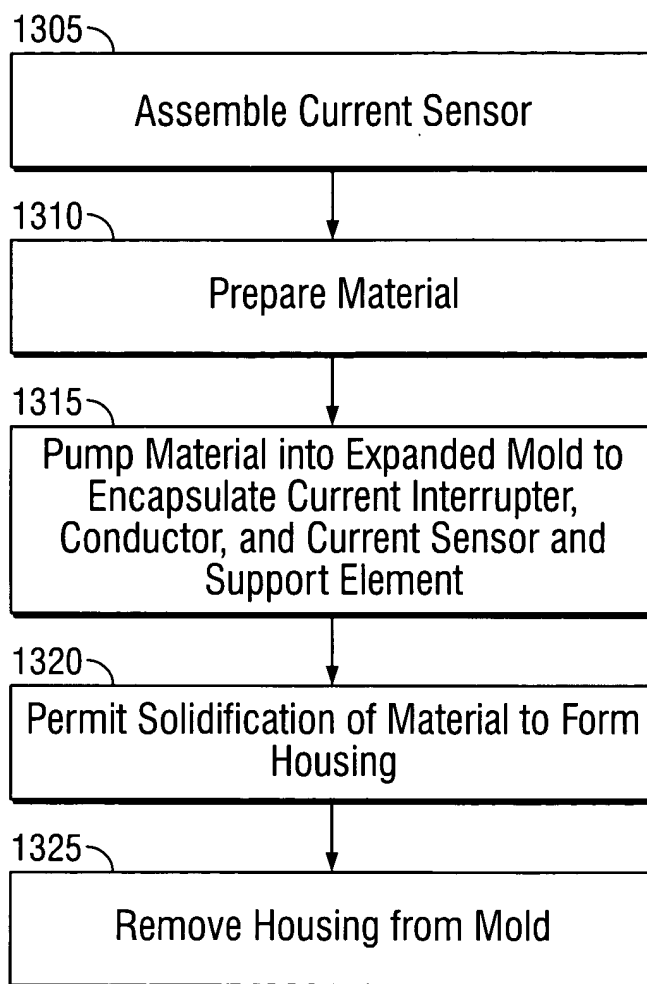 1305
Assemble Current Sensor
1310
Prepare Material
1315
Pump Material into Expanded Mold to
Encapsulate Current Interrupter,
Conductor, and Current Sensor and
Support Element
1320
Permit Solidification of Material to Form
Housing
1325
Remove Housing from Mold